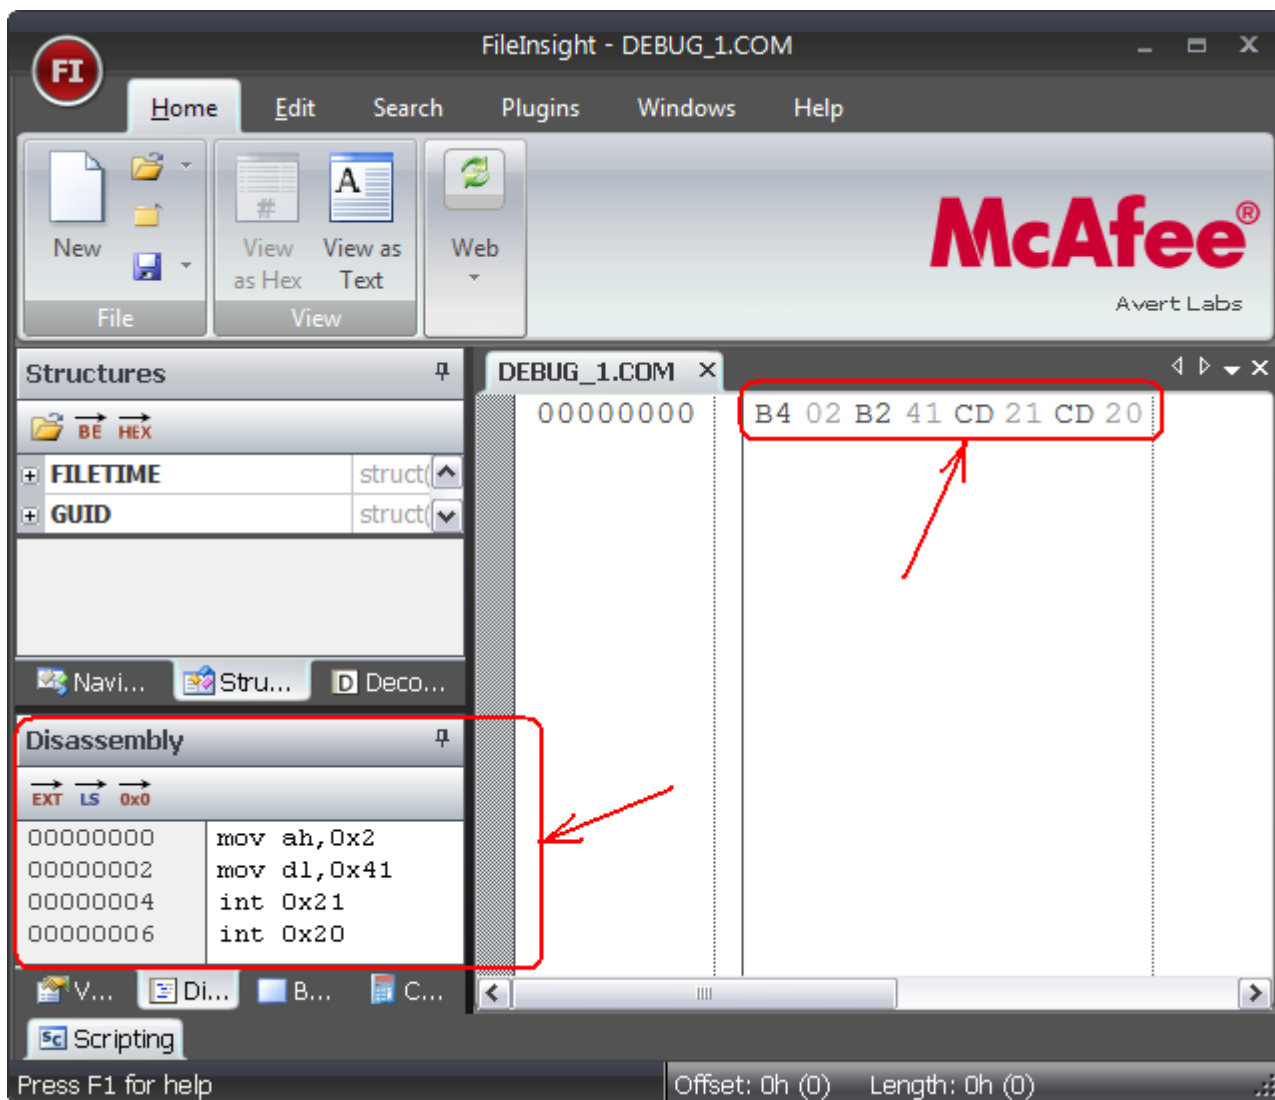 FileInsight - DEBUG_1.COM
FI
Home Edit Search Plugins Windows Help
New
View as Hex
View as Text
Web
File
View
McAfee®
Avert Labs
Structures
BE HEX
FILETIME struct(
GUID struct(
Navi... Stru... D Deco...
DEBUG_1.COM
00000000 B4 02 B2 41 CD 21 CD 20
Disassembly
EXT LS 0x0
00000000 mov ah,0x2
00000002 mov dl,0x41
00000004 int 0x21
00000006 int 0x20
V... Di... B... C...
Sc Scripting
Press F1 for help
Offset: 0h (0) Length: 0h (0)